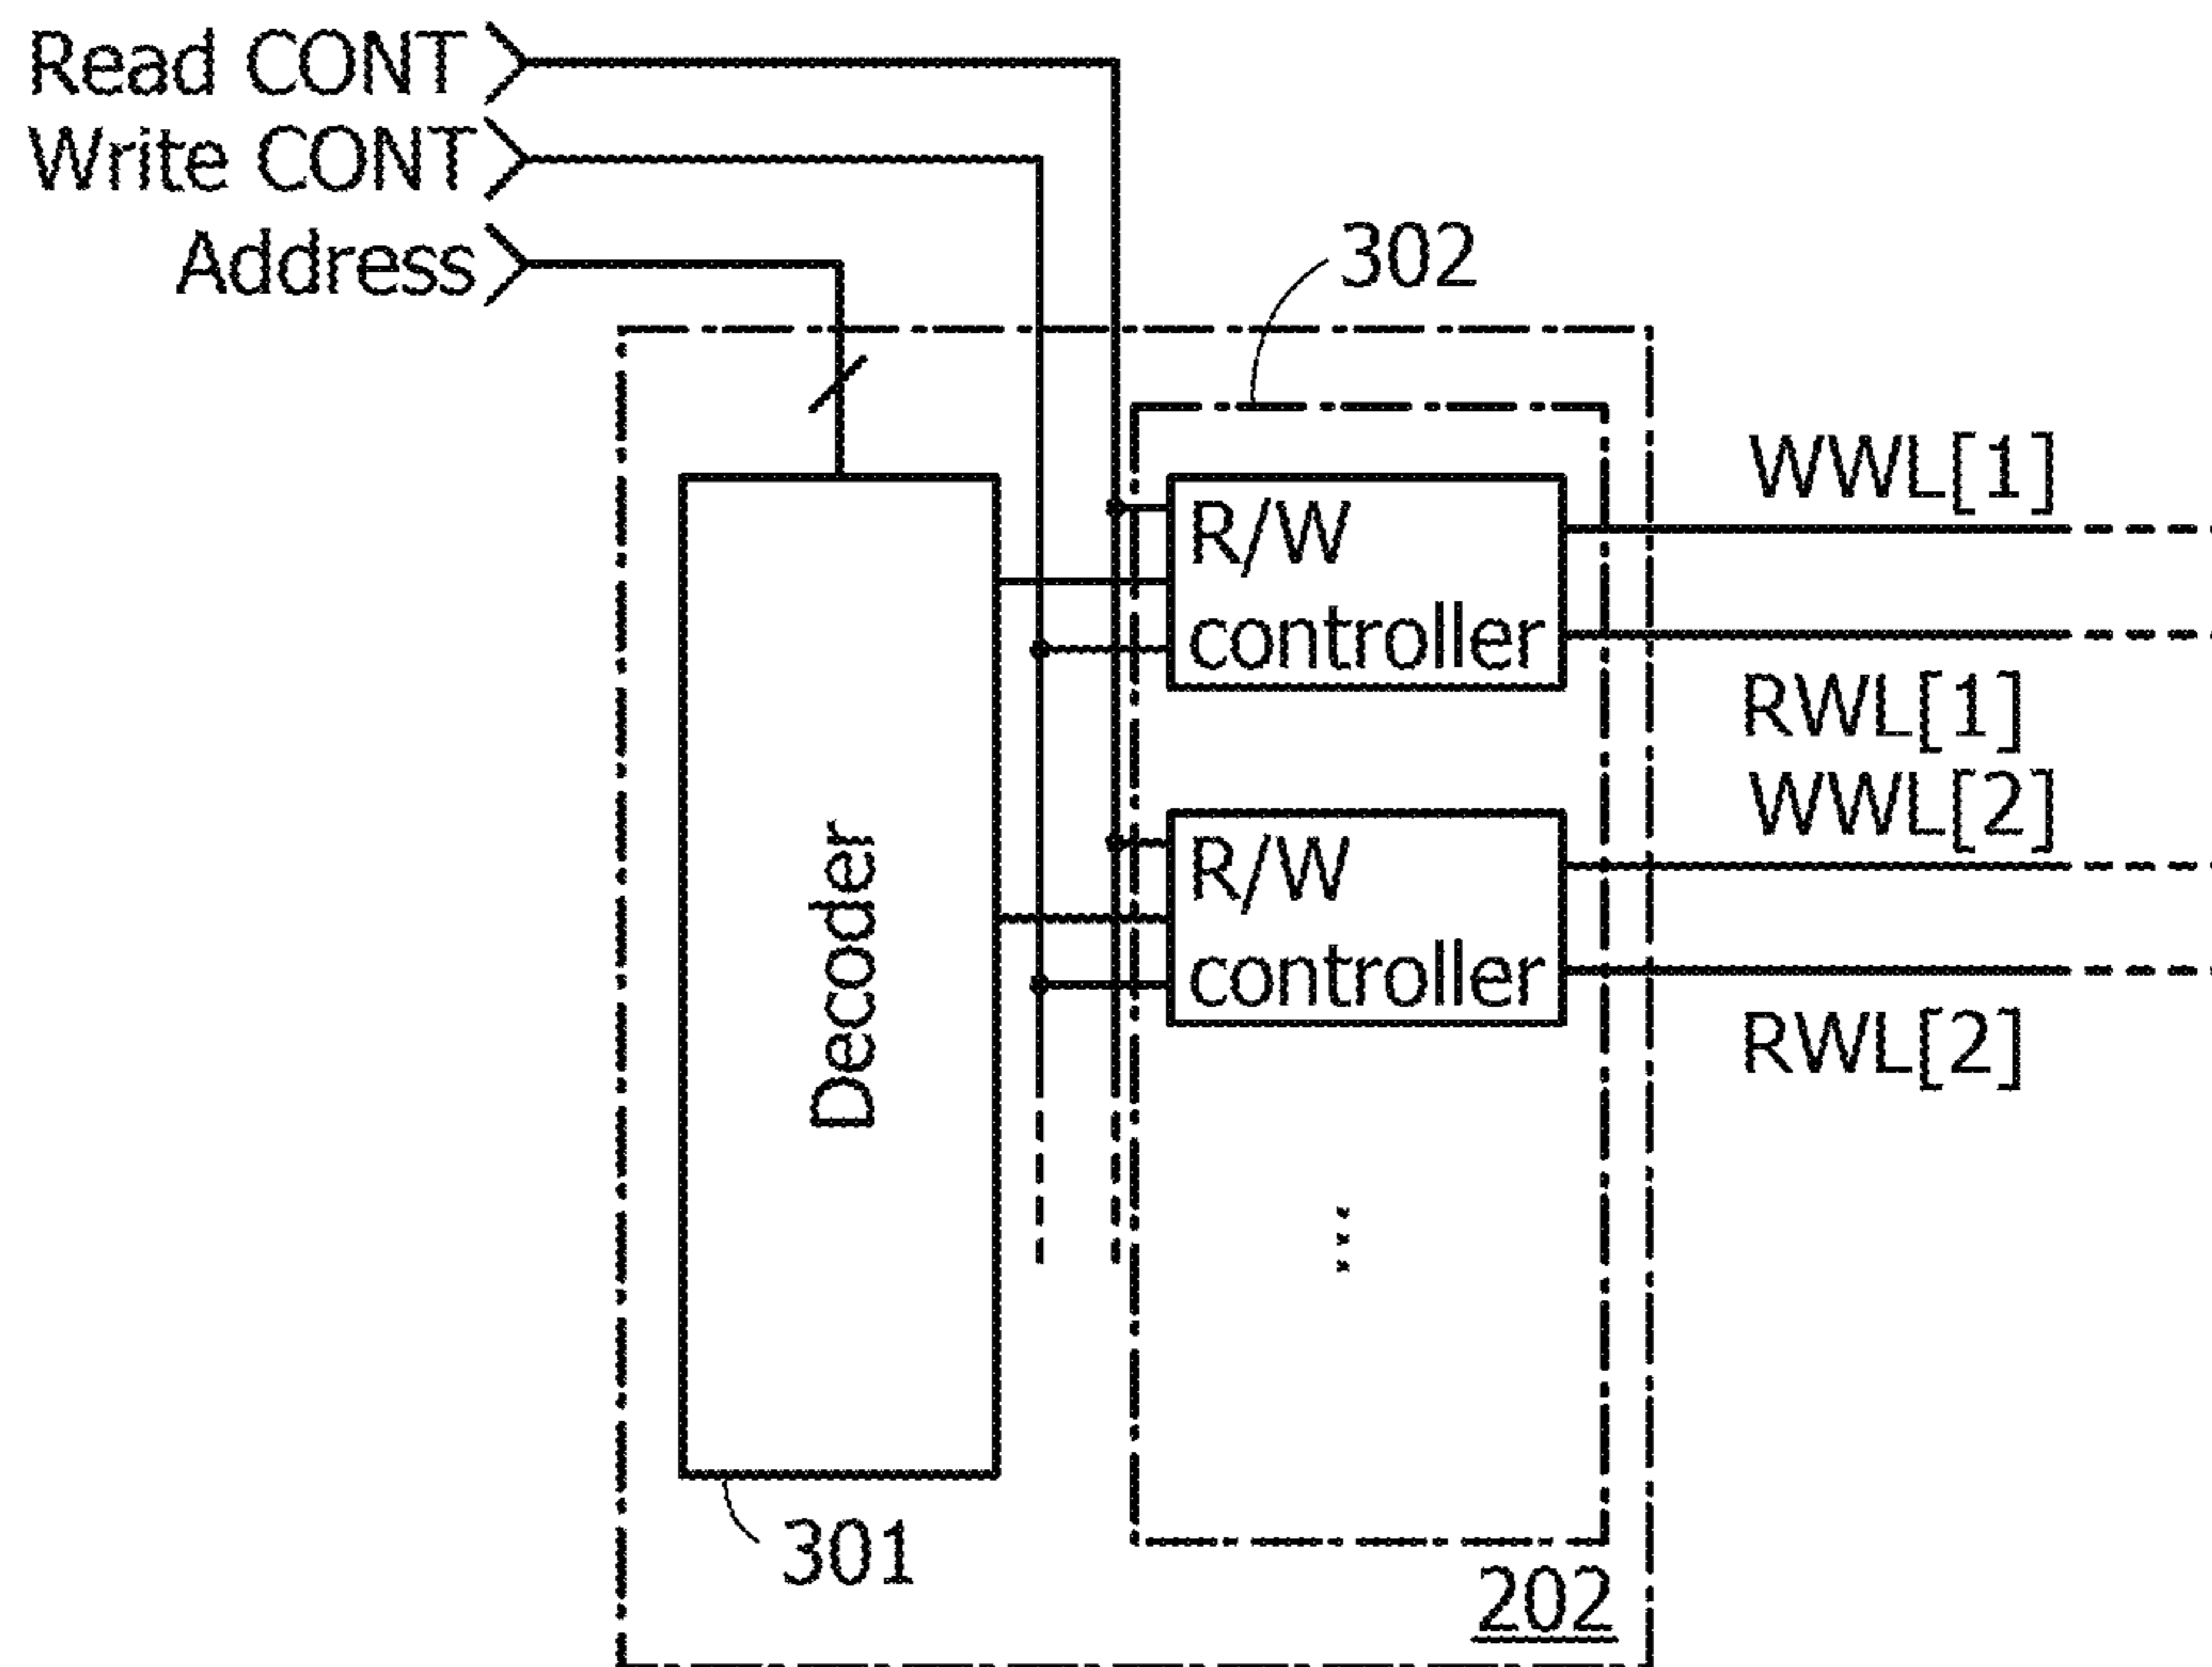 Read CONT
Write CONT
Address
302
WWL[1]
R/W
controller
RWL[1]
WWL[2]
R/W
controller
RWL[2]
Decoder
...
301
202